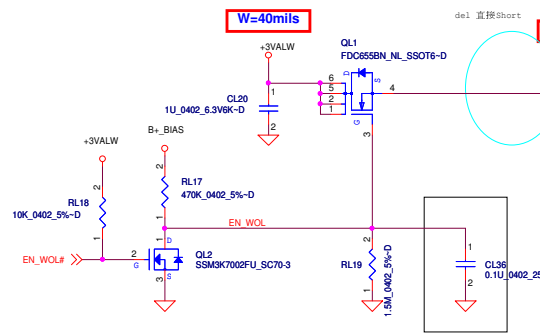 W=40mils
del 直接Short
+3VALW
QL1
FDC655BN_NL_SSOT6~D
D
S
6
5
2
1
4
G
3
CL20
1U_0402_6.3V6K~D
1
2
+3VALW
B+_BIAS
2
RL17
470K_0402_5%~D
1
2
RL18
10K_0402_5%~D
1
EN_WOL
EN_WOL#
2
G
1
D
QL2
SSM3K7002FU_SC70-3
3
S
2
RL19
1
1.5M_0402_5%~D
1
CL36
0.1U_0402_25
2